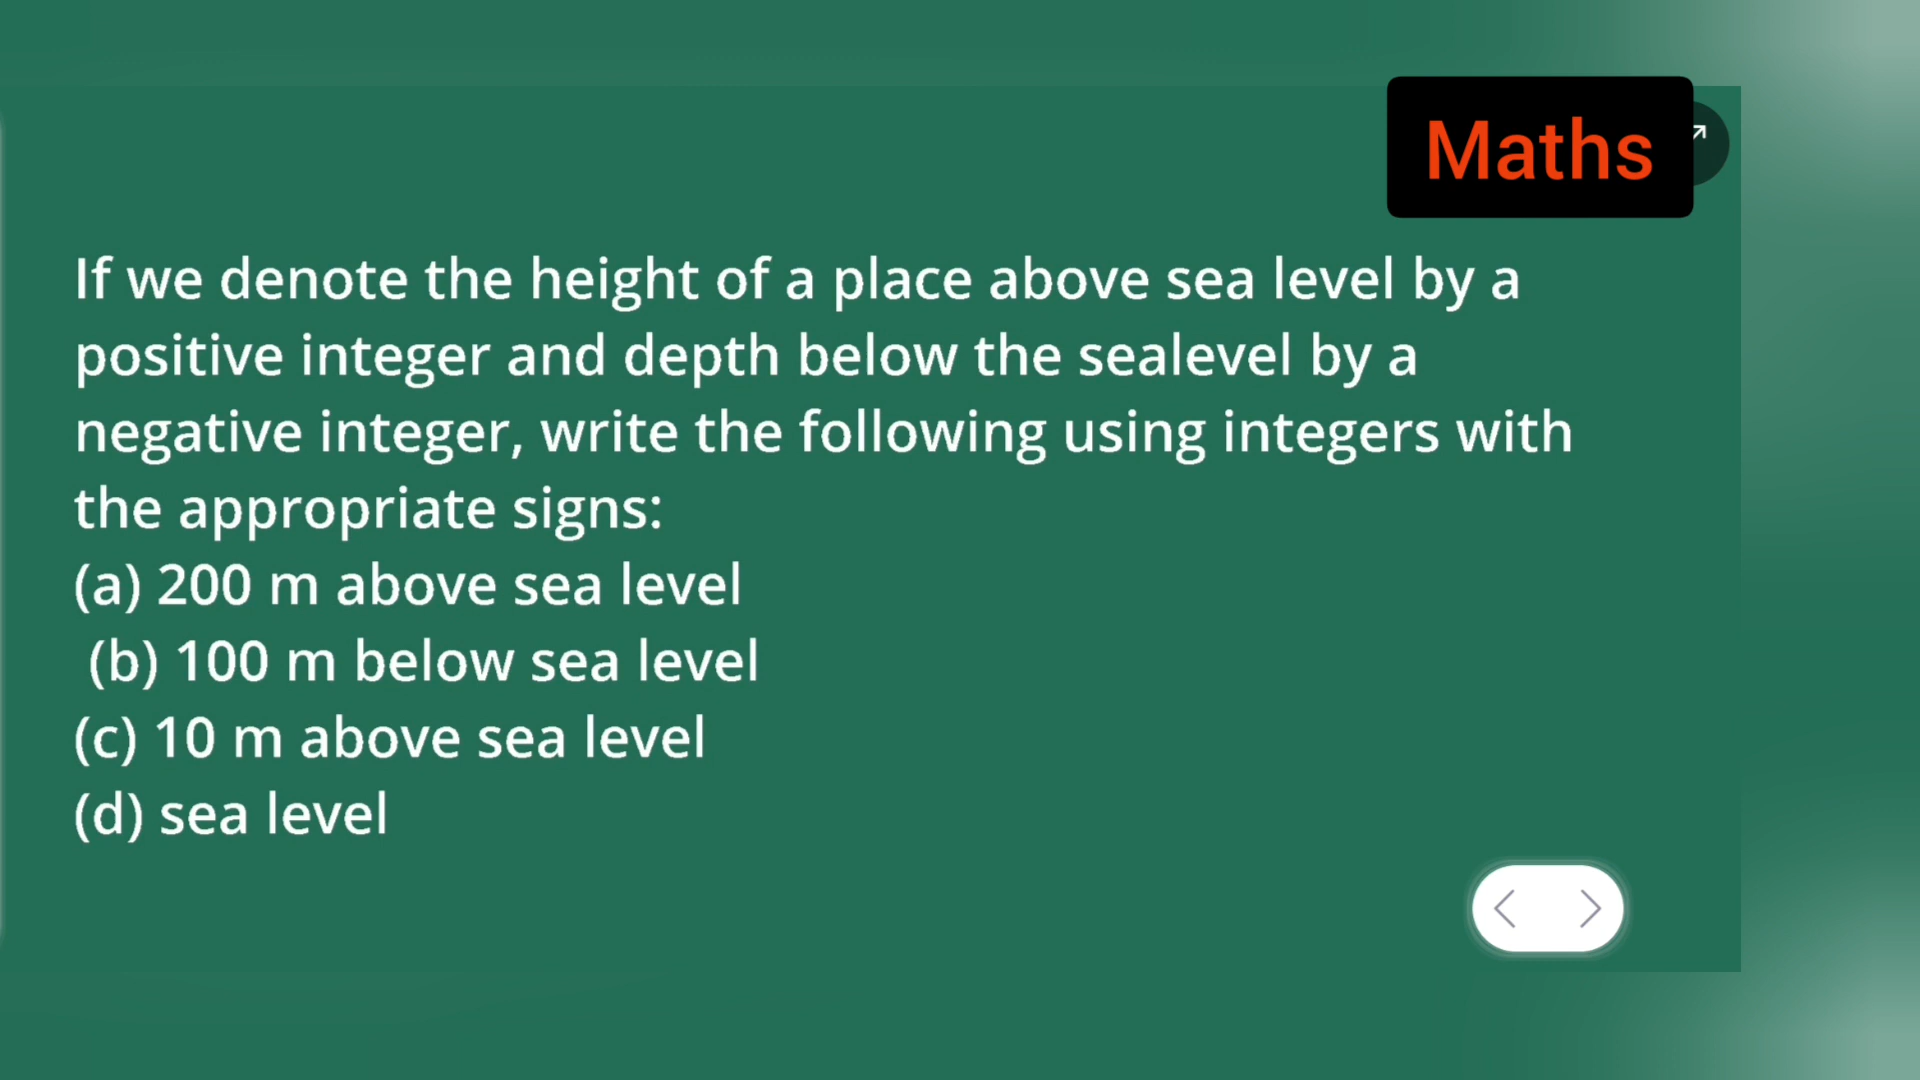 Maths
If we denote the height of a place above sea level by a
positive integer and depth below the sealevel by a
negative integer, write the following using integers with
the appropriate signs:
(a) 200 m above sea level
(b) 100 m below sea level
(c) 10 m above sea level
(d) sea level